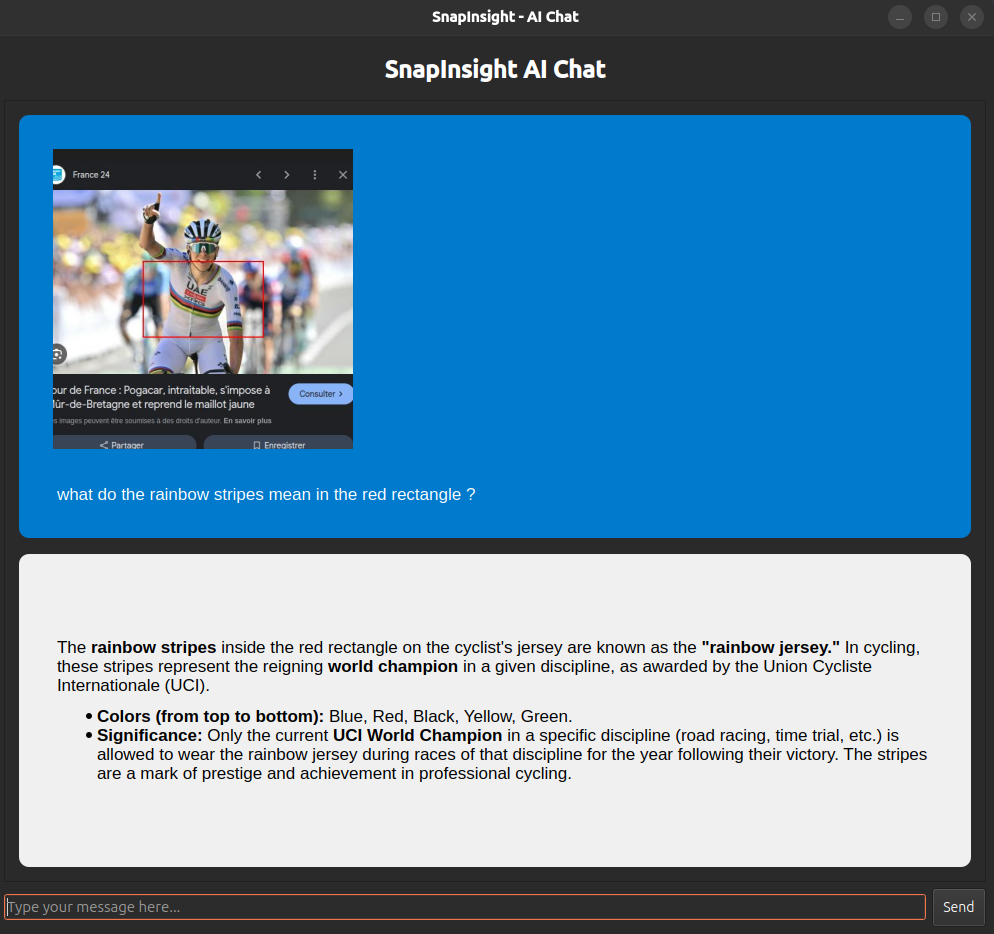 SnapInsight - AI Chat
SnapInsight AI Chat
France 24
UAE
our de France : Pogacar, intraitable, s'impose à
Mûr-de-Bretagne et reprend le maillot jaune
Consulter >
s images peuvent être soumises à des droits d'auteur. En savoir plus
Partager
Enregistrer
what do the rainbow stripes mean in the red rectangle ?
The rainbow stripes inside the red rectangle on the cyclist's jersey are known as the "rainbow jersey." In cycling,
these stripes represent the reigning world champion in a given discipline, as awarded by the Union Cycliste
Internationale (UCI).
• Colors (from top to bottom): Blue, Red, Black, Yellow, Green.
• Significance: Only the current UCI World Champion in a specific discipline (road racing, time trial, etc.) is
allowed to wear the rainbow jersey during races of that discipline for the year following their victory. The stripes
are a mark of prestige and achievement in professional cycling.
Type your message here...
Send